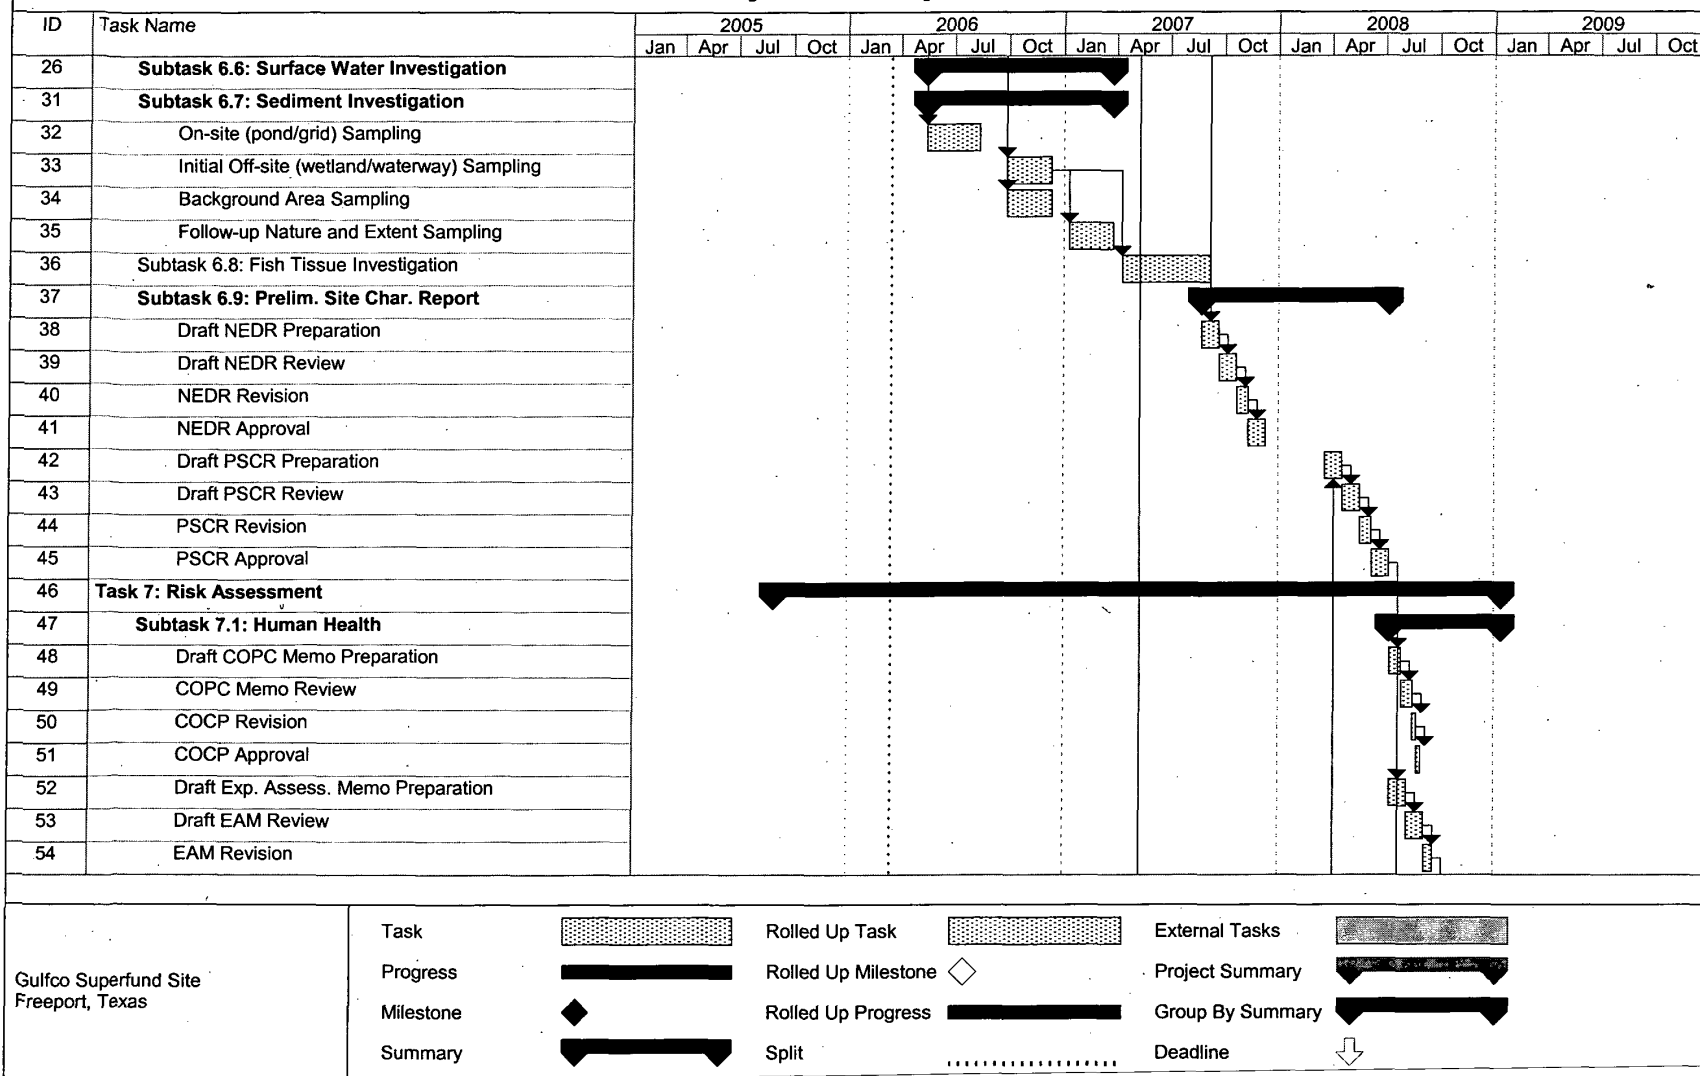 ID Task Name 2005 2006 2007 2008 2009
Jan Apr Jul Oct Jan Apr Jul Oct Jan Apr Jul Oct Jan Apr Jul Oct Jan Apr Jul Oct
26 Subtask 6.6: Surface Water Investigation
31 Subtask 6.7: Sediment Investigation
32 On-site (pond/grid) Sampling
33 Initial Off-site (wetland/waterway) Sampling
34 Background Area Sampling
35 Follow-up Nature and Extent Sampling
36 Subtask 6.8: Fish Tissue Investigation
37 Subtask 6.9: Prelim. Site Char. Report
38 Draft NEDR Preparation
39 Draft NEDR Review
40 NEDR Revision
41 NEDR Approval
42 Draft PSCR Preparation
43 Draft PSCR Review
44 PSCR Revision
45 PSCR Approval
46 Task 7: Risk Assessment
47 Subtask 7.1: Human Health
48 Draft COPC Memo Preparation
49 COPC Memo Review
50 COCP Revision
51 COCP Approval
52 Draft Exp. Assess. Memo Preparation
53 Draft EAM Review
54 EAM Revision
Gulfco Superfund Site
Freeport, Texas
Task Rolled Up Task External Tasks
Progress Rolled Up Milestone Project Summary
Milestone Rolled Up Progress Group By Summary
Summary Split Deadline